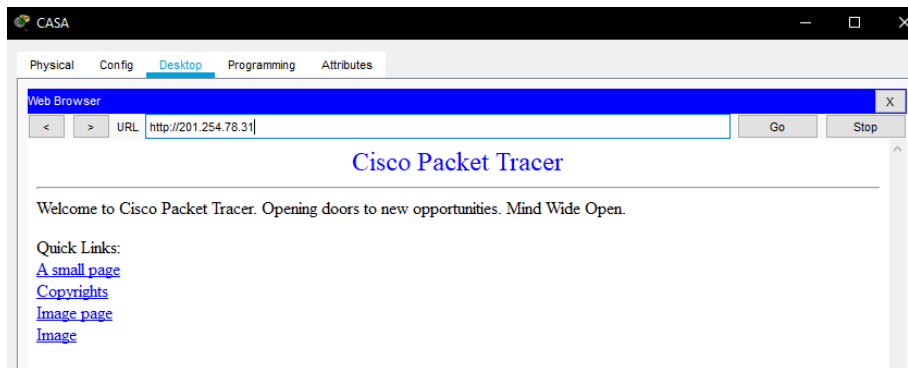 CASA
Physical Config Desktop Programming Attributes
Web Browser X
< > URL http://201.254.78.31 Go Stop
Cisco Packet Tracer
Welcome to Cisco Packet Tracer. Opening doors to new opportunities. Mind Wide Open.
Quick Links:
A small page
Copyrights
Image page
Image